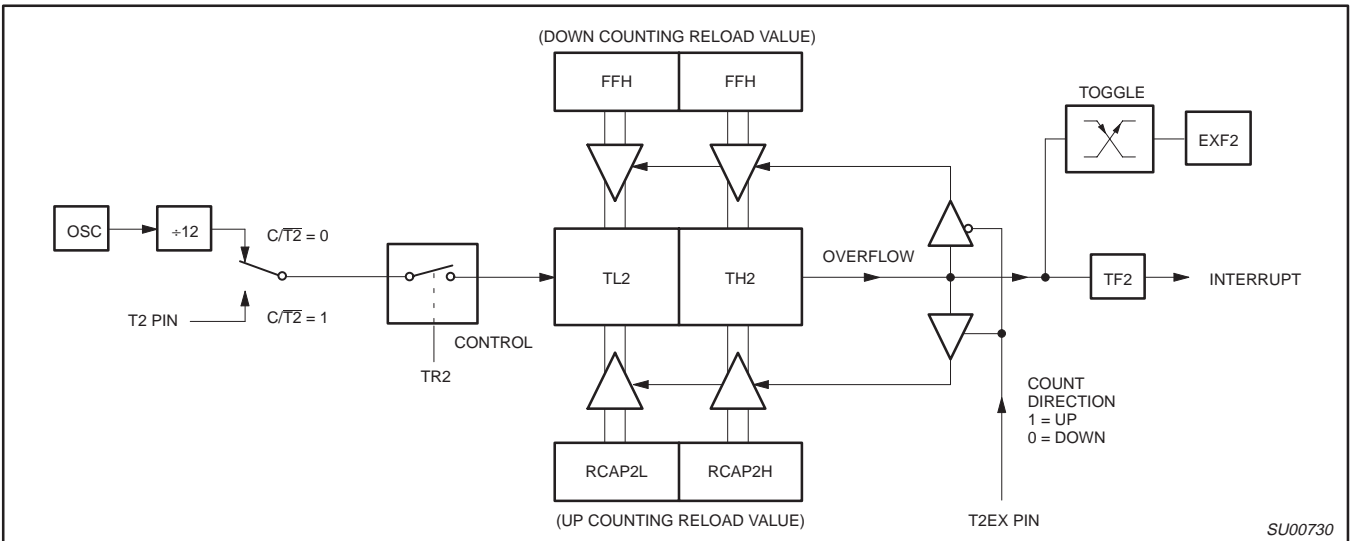 (DOWN COUNTING RELOAD VALUE)
FFH
FFH
TOGGLE
EXF2
OSC
÷12
C/T2̅ = 0
T2 PIN
C/T2̅ = 1
CONTROL
TR2
TL2
TH2
OVERFLOW
TF2
INTERRUPT
COUNT
DIRECTION
1 = UP
0 = DOWN
RCAP2L
RCAP2H
(UP COUNTING RELOAD VALUE)
T2EX PIN
SU00730